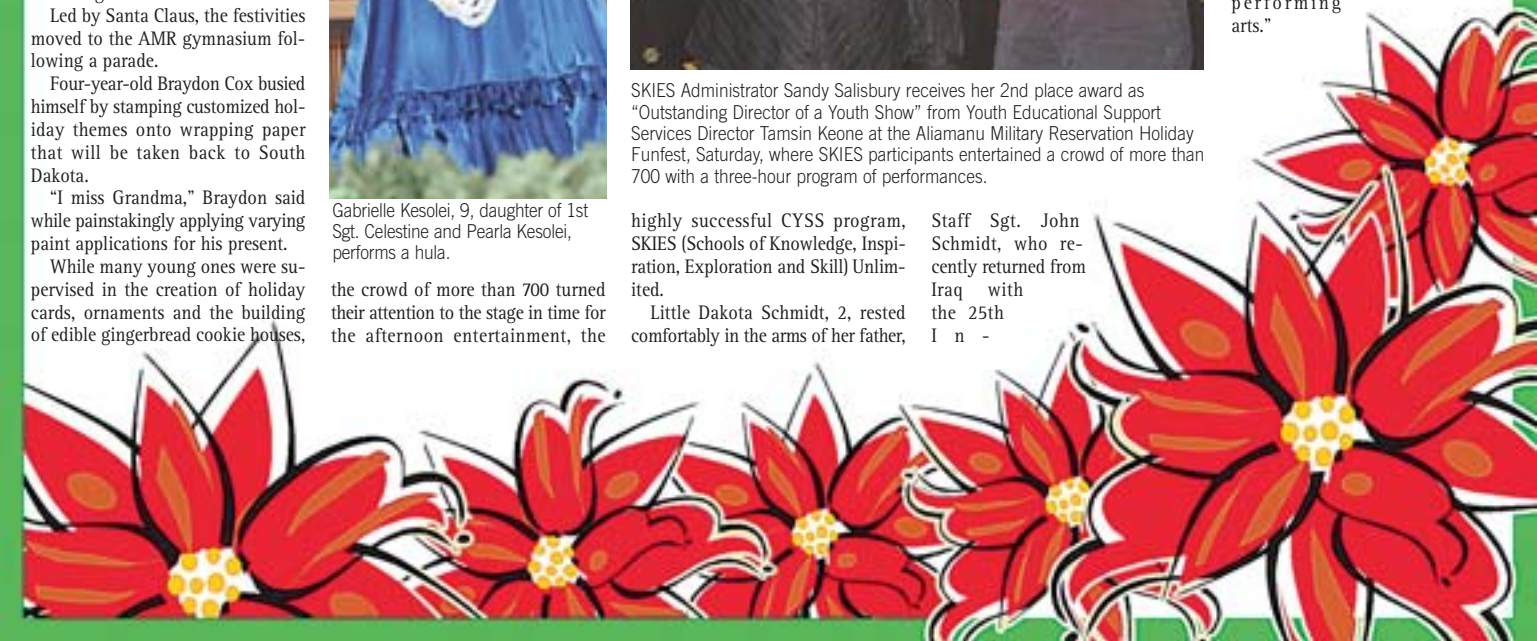 Led by Santa Claus, the festivities
moved to the AMR gymnasium fol-
lowing a parade.
Four-year-old Braydon Cox busied
himself by stamping customized hol-
iday themes onto wrapping paper
that will be taken back to South
Dakota.
“I miss Grandma,” Braydon said
while painstakingly applying varying
paint applications for his present.
While many young ones were su-
pervised in the creation of holiday
cards, ornaments and the building
of edible gingerbread cookie houses,
Gabrielle Kesolei, 9, daughter of 1st
Sgt. Celestine and Pearla Kesolei,
performs a hula.
the crowd of more than 700 turned
their attention to the stage in time for
the afternoon entertainment, the
SKIES Administrator Sandy Salisbury receives her 2nd place award as
“Outstanding Director of a Youth Show” from Youth Educational Support
Services Director Tamsin Keone at the Aliamanu Military Reservation Holiday
Funfest, Saturday, where SKIES participants entertained a crowd of more than
700 with a three-hour program of performances.
highly successful CYSS program,
SKIES (Schools of Knowledge, Inspi-
ration, Exploration and Skill) Unlim-
ited.
Little Dakota Schmidt, 2, rested
comfortably in the arms of her father,
Staff Sgt. John
Schmidt, who re-
cently returned from
Iraq with
the 25th
I n -
performing
arts.”